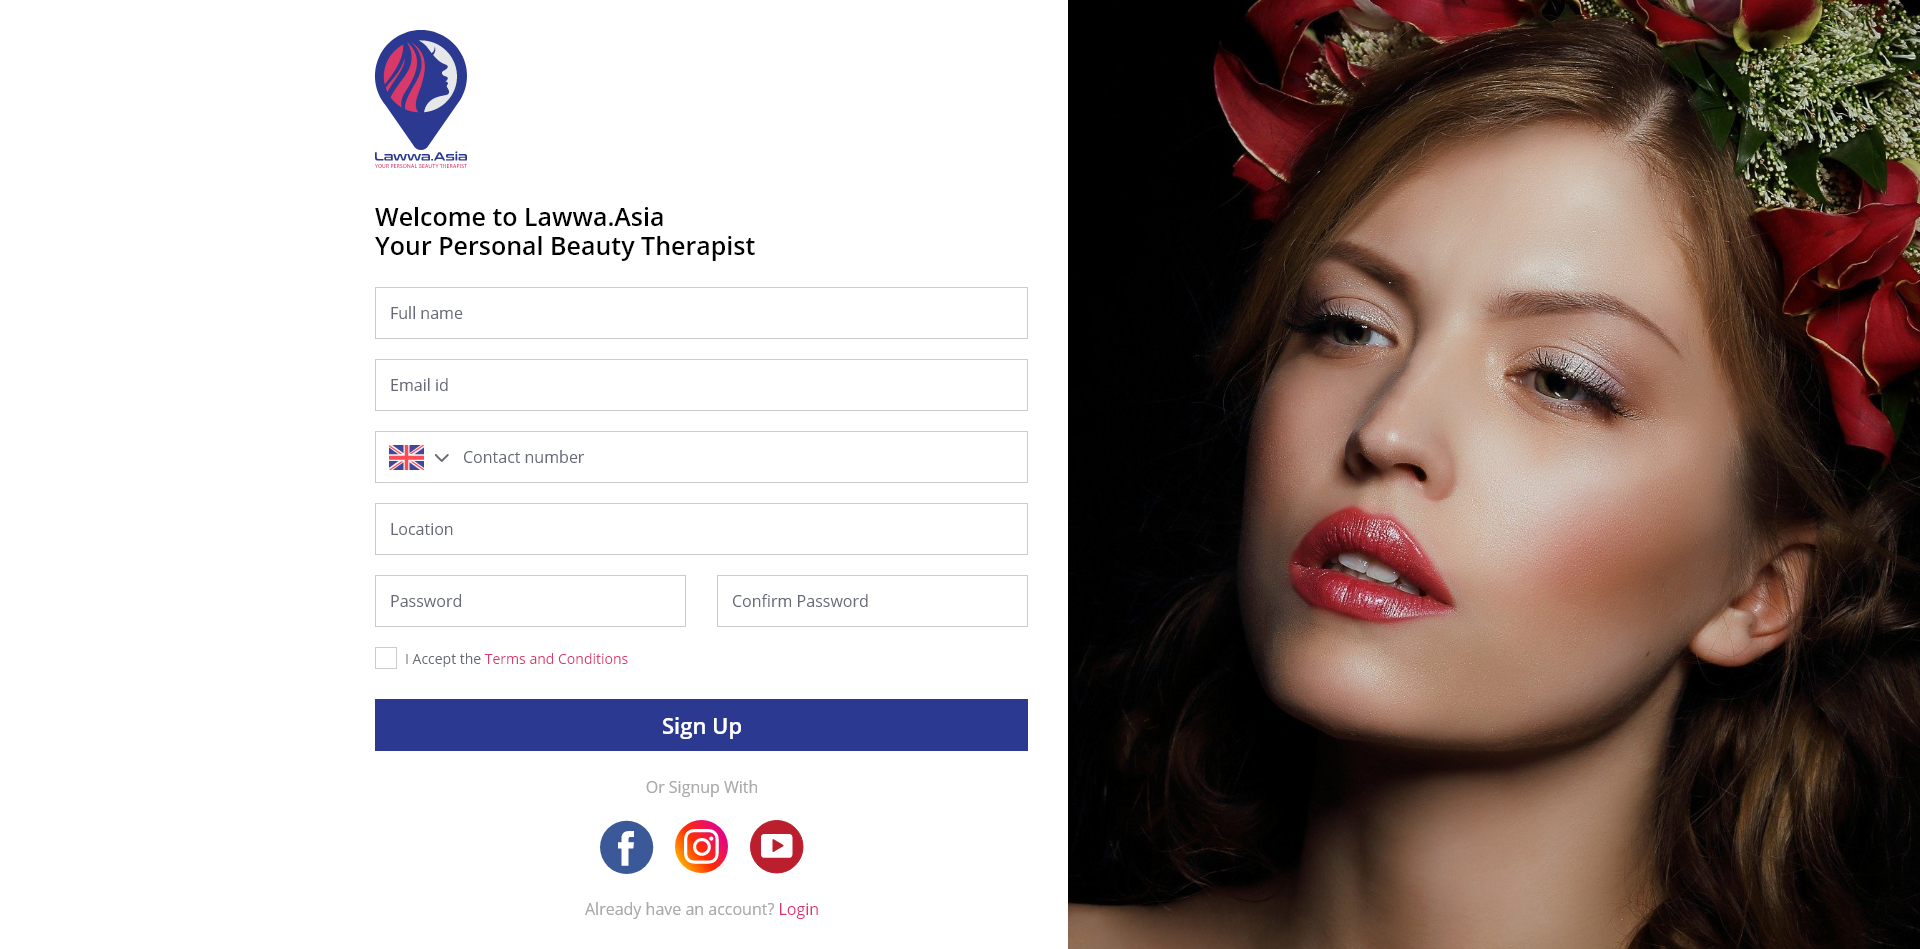 Lawwa.Asia
YOUR PERSONAL BEAUTY THERAPIST
Welcome to Lawwa.Asia
Your Personal Beauty Therapist
Full name
Email id
Contact number
Location
Password
Confirm Password
I Accept the Terms and Conditions
Sign Up
Or Signup With
Already have an account? Login